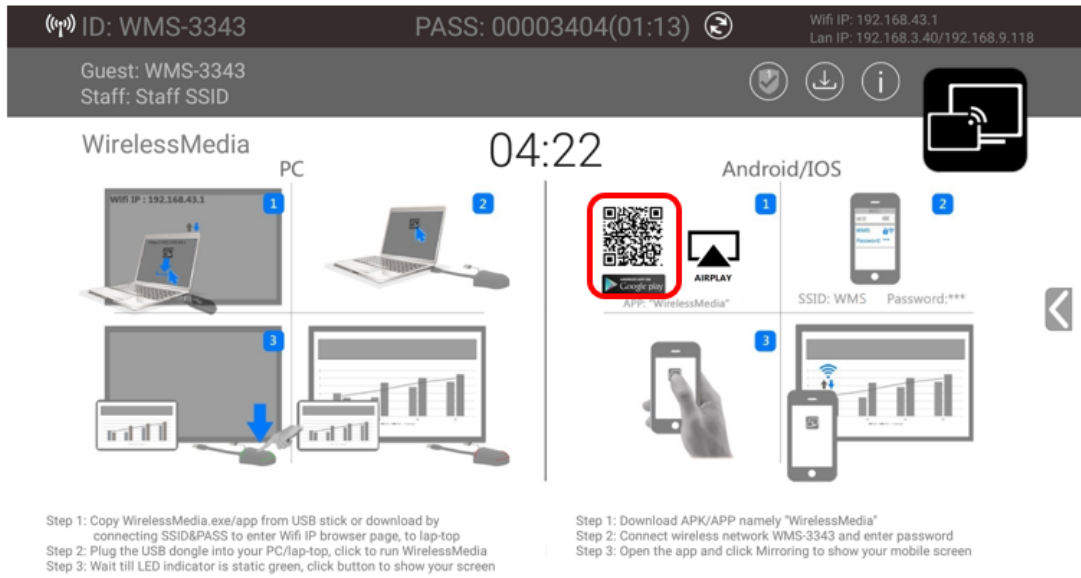 ID: WMS-3343
PASS: 00003404(01:13)
Wifi IP: 192.168.43.1
Lan IP: 192.168.3.40/192.168.9.118
Guest: WMS-3343
Staff: Staff SSID
WirelessMedia
04:22
PC
Wifi IP : 192.168.43.1
1
2
3
Android/IOS
1
Google play
AIRPLAY
APP: "WirelessMedia"
2
WMS
Password: ***
SSID: WMS Password:***
3
Step 1: Copy WirelessMedia.exe/app from USB stick or download by
connecting SSID&PASS to enter Wifi IP browser page, to lap-top
Step 2: Plug the USB dongle into your PC/lap-top, click to run WirelessMedia
Step 3: Wait till LED indicator is static green, click button to show your screen
Step 1: Download APK/APP namely "WirelessMedia"
Step 2: Connect wireless network WMS-3343 and enter password
Step 3: Open the app and click Mirroring to show your mobile screen